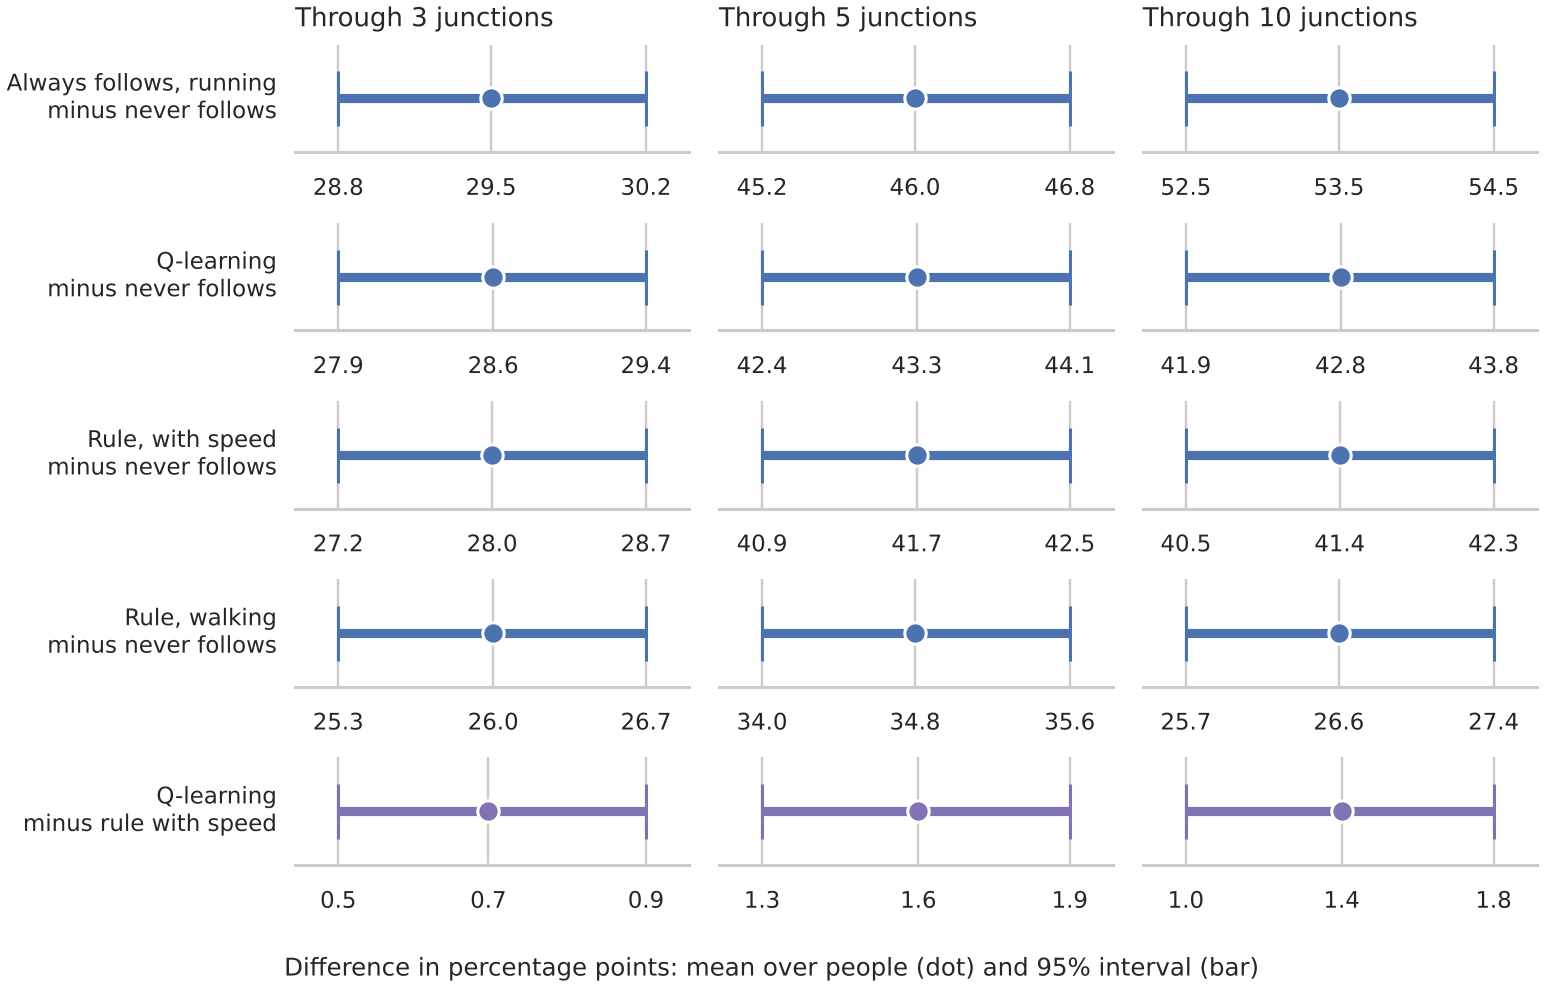 Through 3 junctions
Through 5 junctions
Through 10 junctions
Always follows, running
minus never follows
28.8 29.5 30.2
45.2 46.0 46.8
52.5 53.5 54.5
Q-learning
minus never follows
27.9 28.6 29.4
42.4 43.3 44.1
41.9 42.8 43.8
Rule, with speed
minus never follows
27.2 28.0 28.7
40.9 41.7 42.5
40.5 41.4 42.3
Rule, walking
minus never follows
25.3 26.0 26.7
34.0 34.8 35.6
25.7 26.6 27.4
Q-learning
minus rule with speed
0.5 0.7 0.9
1.3 1.6 1.9
1.0 1.4 1.8
Difference in percentage points: mean over people (dot) and 95% interval (bar)